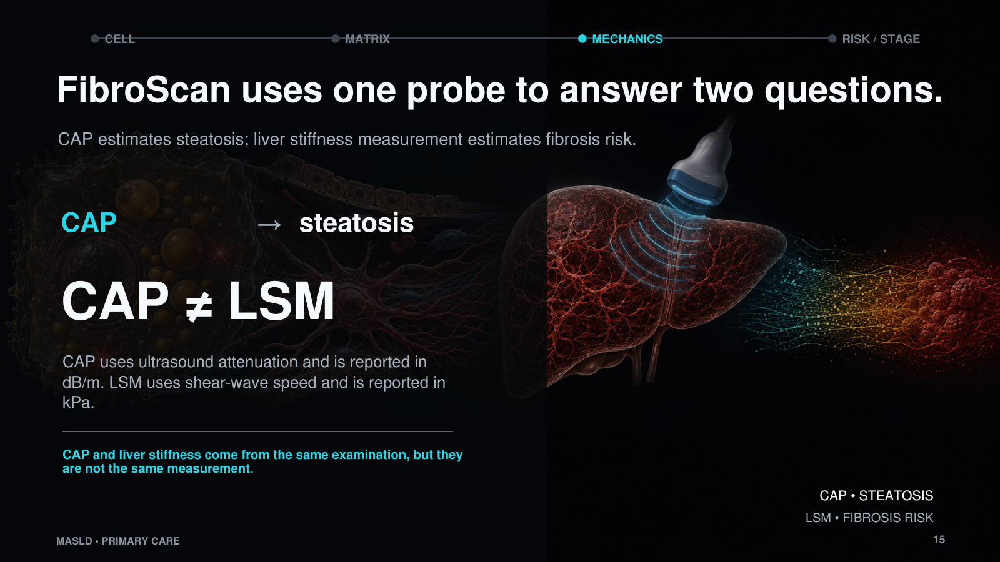 CELL
MATRIX
MECHANICS
RISK / STAGE
FibroScan uses one probe to answer two questions.
CAP estimates steatosis; liver stiffness measurement estimates fibrosis risk.
CAP → steatosis
CAP ≠ LSM
CAP uses ultrasound attenuation and is reported in
dB/m. LSM uses shear-wave speed and is reported in
kPa.
CAP and liver stiffness come from the same examination, but they
are not the same measurement.
CAP • STEATOSIS
LSM • FIBROSIS RISK
MASLD • PRIMARY CARE
15